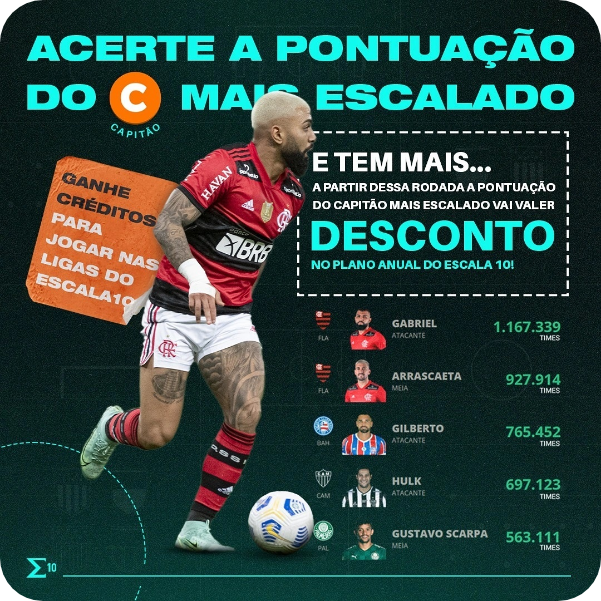 ACERTE A PONTUAÇÃO
DO C MAIS ESCALADO
CAPITÃO
GANHE
CRÉDITOS
PARA
JOGAR NAS
LIGAS DO
ESCALA10
E TEM MAIS...
A PARTIR DESSA RODADA A PONTUAÇÃO
DO CAPITÃO MAIS ESCALADO VAI VALER
DESCONTO
NO PLANO ANUAL DO ESCALA 10!
HAVAN
Sportsbet
BRB
FLA
GABRIEL
ATACANTE
1.167.339
TIMES
FLA
ARRASCAETA
MEIA
927.914
TIMES
BAH
GILBERTO
ATACANTE
765.452
TIMES
CAM
HULK
ATACANTE
697.123
TIMES
PAL
GUSTAVO SCARPA
MEIA
563.111
TIMES
Σ10